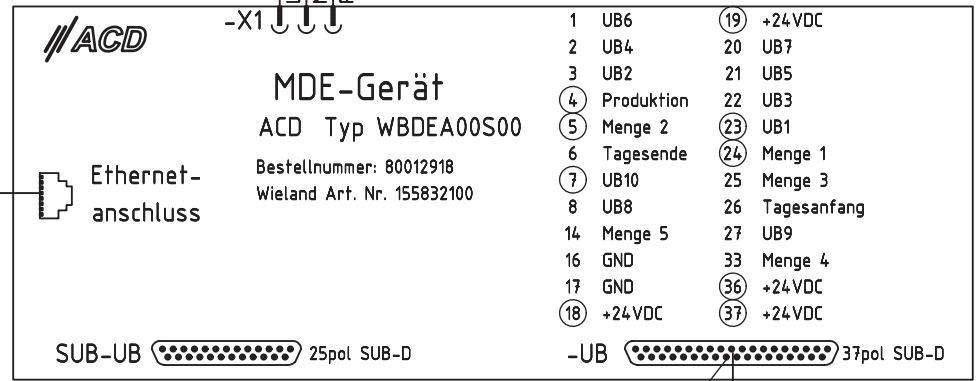 -X1
ACD
MDE-Gerät
ACD Typ WBDEA00S00
Bestellnummer: 80012918
Wieland Art. Nr. 155832100
Ethernet-
anschluss
1 UB6
2 UB4
3 UB2
4 Produktion
5 Menge 2
6 Tagesende
7 UB10
8 UB8
14 Menge 5
16 GND
17 GND
18 +24VDC
19 +24VDC
20 UB7
21 UB5
22 UB3
23 UB1
24 Menge 1
25 Menge 3
26 Tagesanfang
27 UB9
33 Menge 4
36 +24VDC
37 +24VDC
SUB-UB 25pol SUB-D
-UB 37pol SUB-D